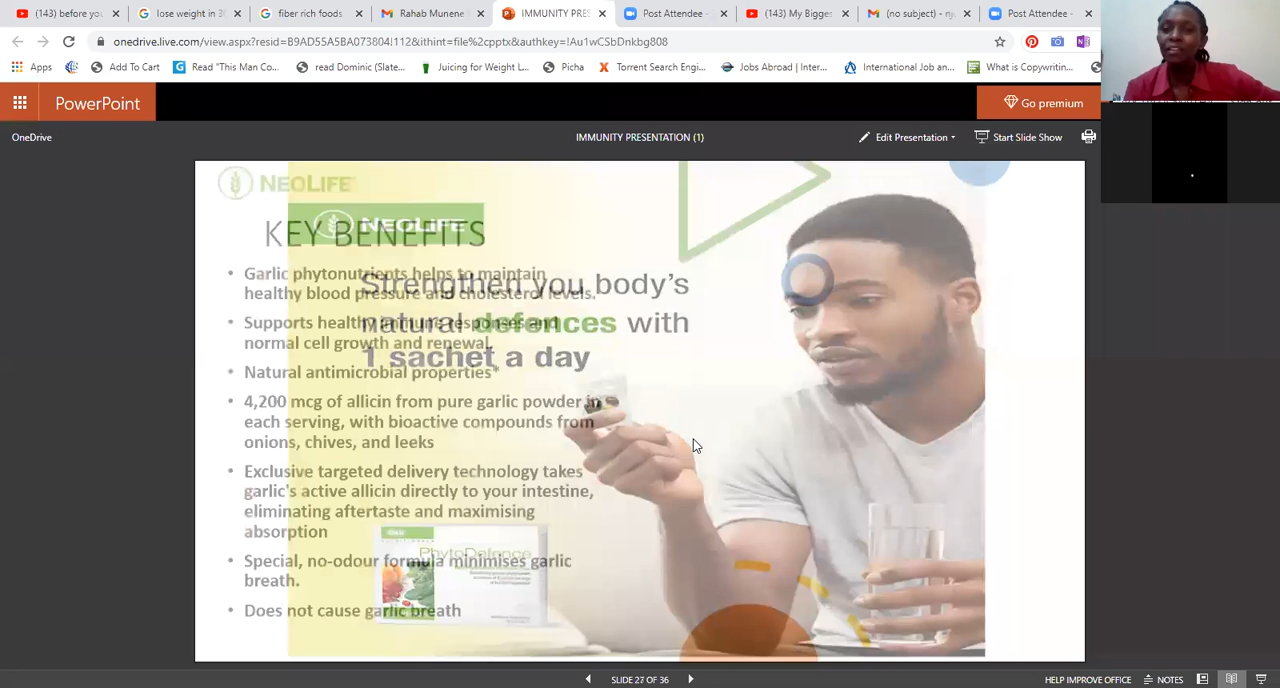 (143) before yo
lose weight in 30
fiber rich foods
Rahab Munene
IMMUNITY PRES
Post Attendee -
(143) My Bigges
(no subject) - nj
Post Attendee -
onedrive.live.com/view.aspx?resid=B9AD55A5BA073804!112&ithint=file%2cpptx&authkey=!Au1wCSbDnkbg808
Apps
Add To Cart
Read "This Man Co...
read Dominic (Slate...
Juicing for Weight L...
Picha
Torrent Search Engi...
Jobs Abroad | Inter...
International Job an...
What is Copywritin...
PowerPoint
Go premium
OneDrive
IMMUNITY PRESENTATION (1)
Edit Presentation
Start Slide Show
NEOLIFE
NEOLIFE
KEY BENEFITS
• Garlic phytonutrients helps to maintain
healthy blood pressure and cholesterol levels.
• Supports healthy immune responses and
normal cell growth and renewal.
• Natural antimicrobial properties*
• 4,200 mcg of allicin from pure garlic powder in
each serving, with bioactive compounds from
onions, chives, and leeks
• Exclusive targeted delivery technology takes
garlic's active allicin directly to your intestine,
eliminating aftertaste and maximising
absorption
• Special, no-odour formula minimises garlic
breath.
• Does not cause garlic breath
Strengthen you body's
natural defences with
1 sachet a day
PhytoDefence
SLIDE 27 OF 36
HELP IMPROVE OFFICE
NOTES